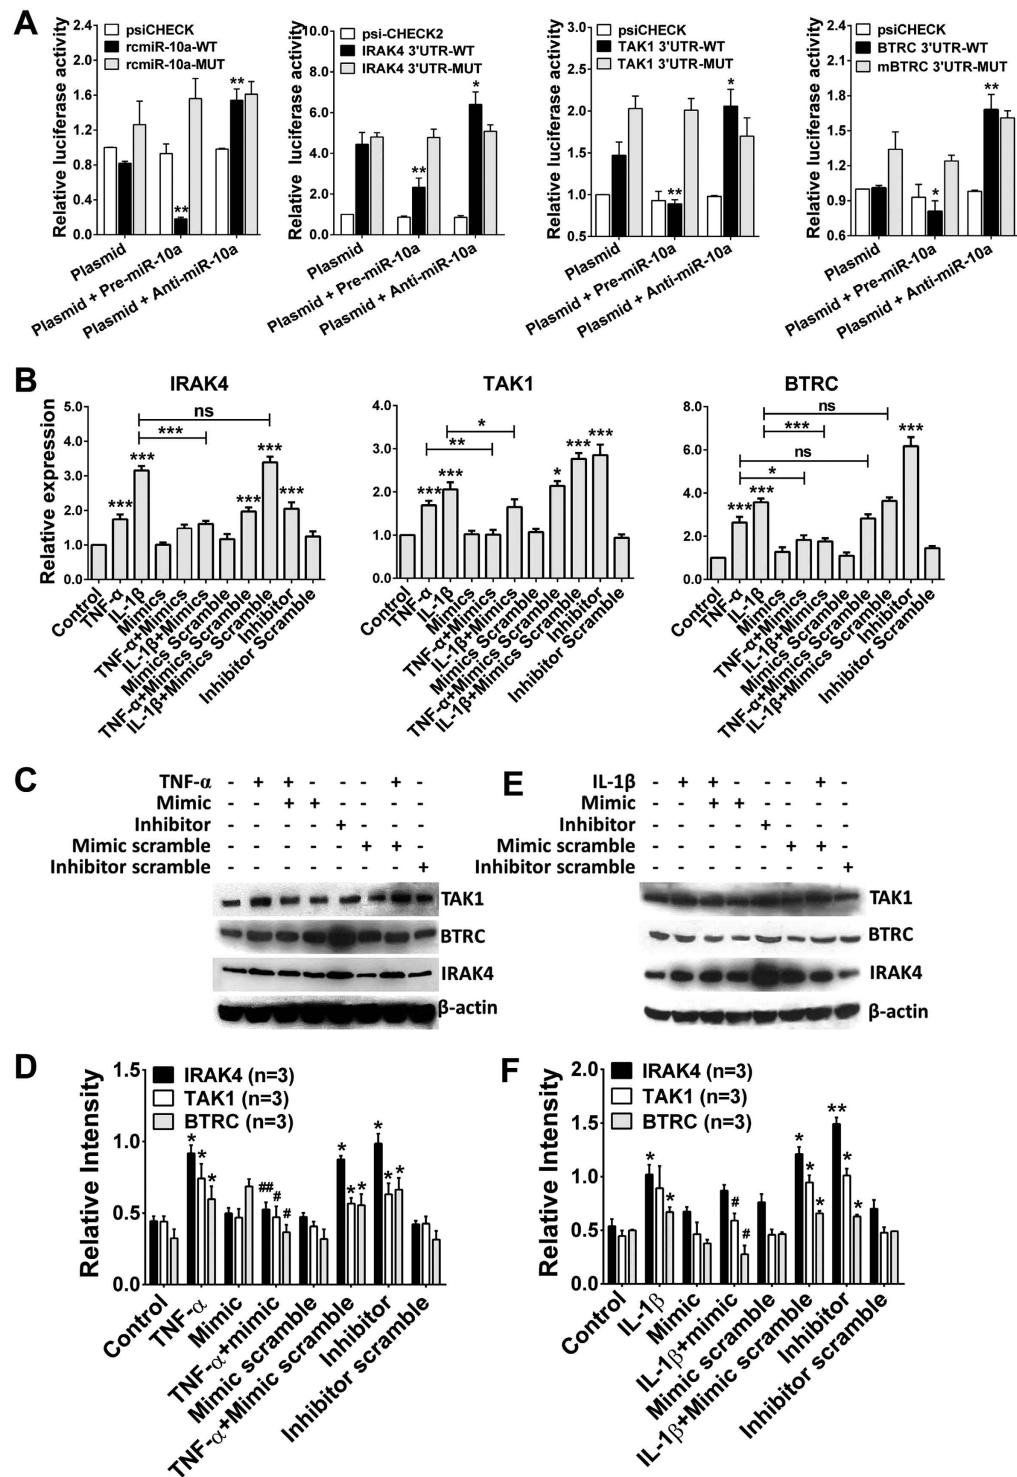 A
psiCHECK
rcmiR-10a-WT
rcmiR-10a-MUT
Relative luciferase activity
2.4
2.0
1.6
1.2
0.8
0.4
0.0
**
**
Plasmid
Plasmid + Pre-miR-10a
Plasmid + Anti-miR-10a
psi-CHECK2
IRAK4 3'UTR-WT
IRAK4 3'UTR-MUT
Relative luciferase activity
10.0
8.0
6.0
4.0
2.0
0.0
**
*
Plasmid
Plasmid + Pre-miR-10a
Plasmid + Anti-miR-10a
psiCHECK
TAK1 3'UTR-WT
TAK1 3'UTR-MUT
Relative luciferase activity
3.0
2.5
2.0
1.5
1.0
0.5
**
*
Plasmid
Plasmid + Pre-miR-10a
Plasmid + Anti-miR-10a
psiCHECK
BTRC 3'UTR-WT
mBTRC 3'UTR-MUT
Relative luciferase activity
2.4
2.1
1.8
1.5
1.2
0.9
0.6
*
**
Plasmid
Plasmid + Pre-miR-10a
Plasmid + Anti-miR-10a
B
IRAK4
Relative expression
5.0
4.0
3.0
2.0
1.0
0.0
ns
***
***
***
***
***
***
Control
TNF-α
IL-1β
Mimics
TNF-α+Mimics
IL-1β+Mimics
Mimics Scramble
TNF-α+Mimics Scramble
IL-1β+Mimics Scramble
Inhibitor
Inhibitor Scramble
TAK1
4.0
3.0
2.0
1.0
0.0
*
**
***
***
*
***
***
Control
TNF-α
IL-1β
Mimics
TNF-α+Mimics
IL-1β+Mimics
Mimics Scramble
TNF-α+Mimics Scramble
IL-1β+Mimics Scramble
Inhibitor
Inhibitor Scramble
BTRC
8.0
6.0
4.0
2.0
0.0
ns
***
ns
*
***
***
***
Control
TNF-α
IL-1β
Mimics
TNF-α+Mimics
IL-1β+Mimics
Mimics Scramble
TNF-α+Mimics Scramble
IL-1β+Mimics Scramble
Inhibitor
Inhibitor Scramble
C
TNF-α - + + - - - + -
Mimic - - + + - - - -
Inhibitor - - - - + - - -
Mimic scramble - - - - - + + -
Inhibitor scramble - - - - - - - +
TAK1
BTRC
IRAK4
β-actin
E
IL-1β - + + - - - + -
Mimic - - + + - - - -
Inhibitor - - - - + - - -
Mimic scramble - - - - - + + -
Inhibitor scramble - - - - - - - +
TAK1
BTRC
IRAK4
β-actin
D
IRAK4 (n=3)
TAK1 (n=3)
BTRC (n=3)
Relative Intensity
1.5
1.0
0.5
0.0
* * *
## # #
* * *
* * *
Control
TNF-α
Mimic
TNF-α+mimic
Mimic scramble
TNF-α+Mimic scramble
Inhibitor
Inhibitor scramble
F
IRAK4 (n=3)
TAK1 (n=3)
BTRC (n=3)
Relative Intensity
2.0
1.5
1.0
0.5
0.0
* *
# #
* * *
** * *
Control
IL-1β
Mimic
IL-1β+mimic
Mimic scramble
IL-1β+Mimic scramble
Inhibitor
Inhibitor scramble